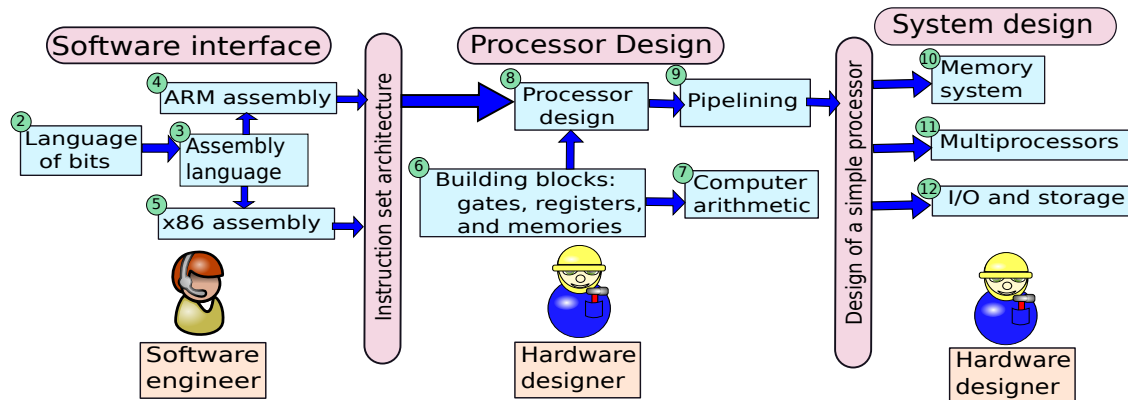 Software interface
Processor Design
System design
2
Language
of bits
3
Assembly
language
4
ARM assembly
5
x86 assembly
Instruction set architecture
6
Building blocks:
gates, registers,
and memories
7
Computer
arithmetic
8
Processor
design
9
Pipelining
Design of a simple processor
10
Memory
system
11
Multiprocessors
12
I/O and storage
Software
engineer
Hardware
designer
Hardware
designer